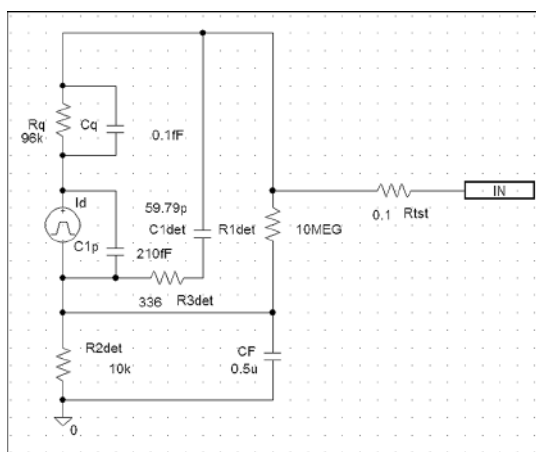 Rq
96k
Cq
0.1fF
IN
Id
59.79p
C1det
R1det
10MEG
0.1
Rtst
C1p
210fF
336
R3det
R2det
10k
CF
0.5u
0